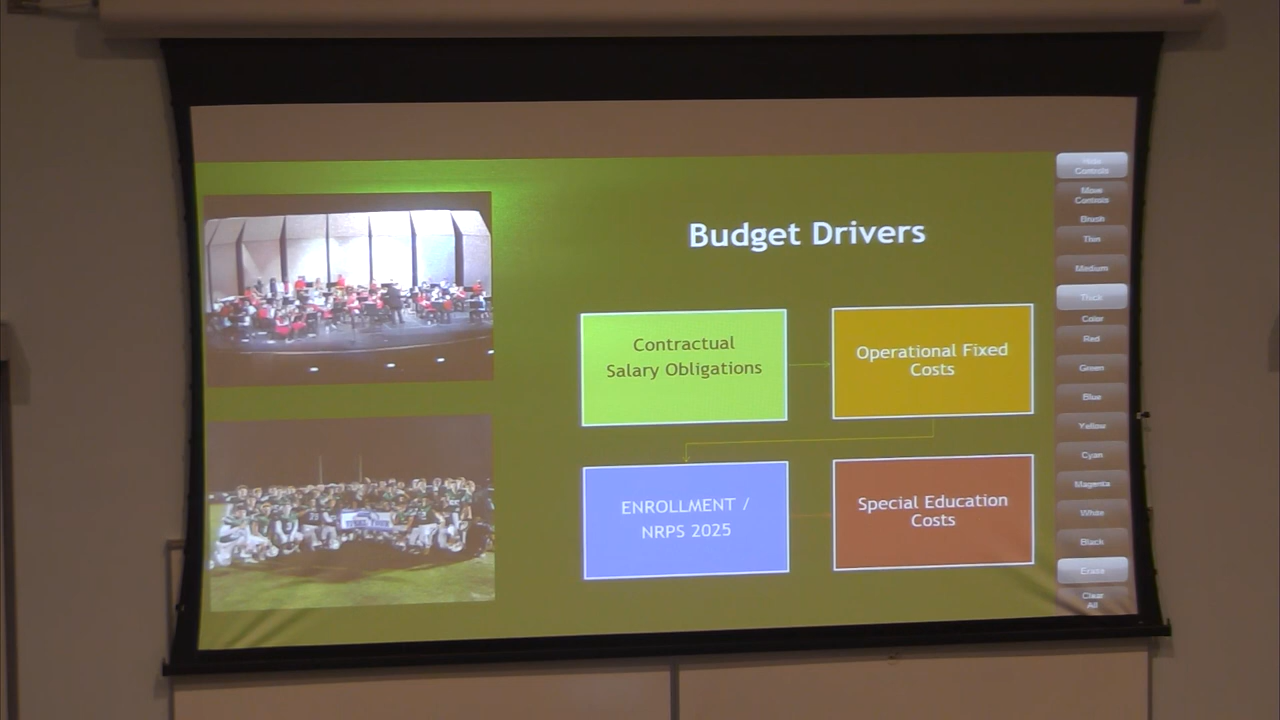 Budget Drivers
Contractual
Salary Obligations
Operational Fixed
Costs
ENROLLMENT /
NRPS 2025
Special Education
Costs
Hide
Controls
Move
Controls
Brush
Thin
Medium
Thick
Color
Red
Green
Blue
Yellow
Cyan
Magenta
White
Black
Erase
Clear
All